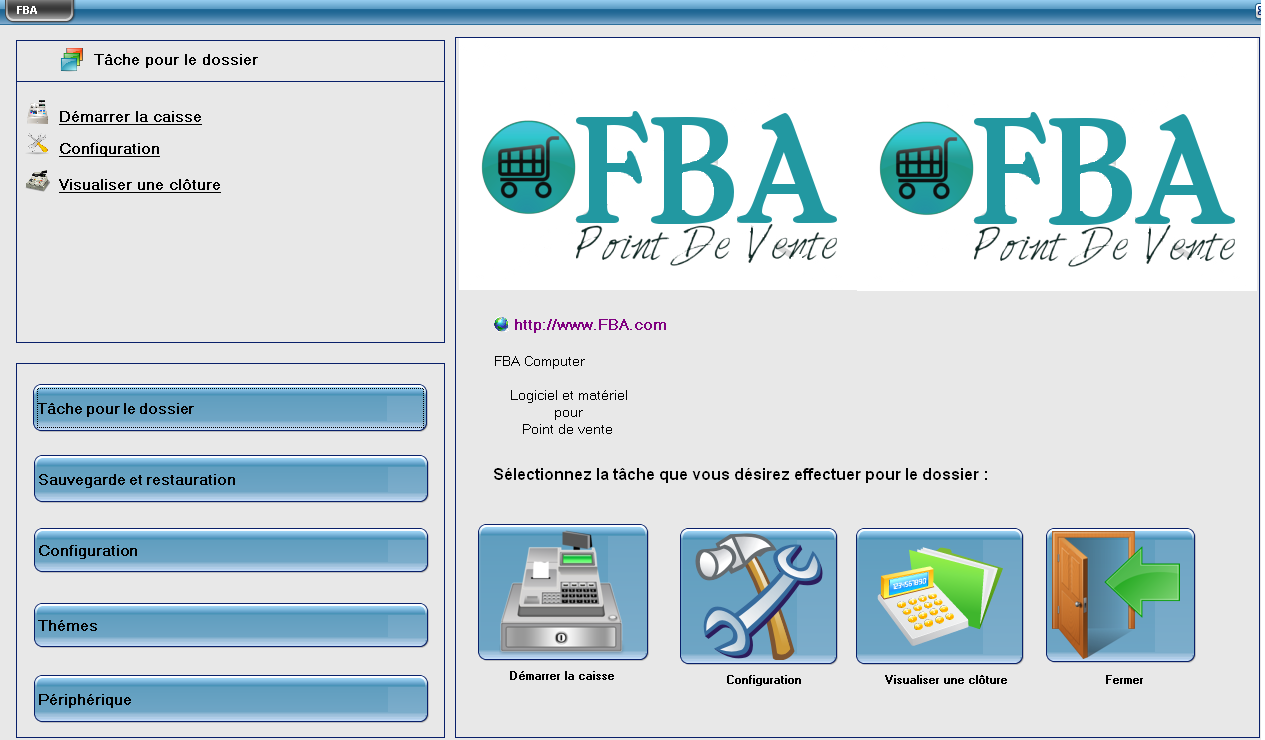 FBA
Tâche pour le dossier
Démarrer la caisse
Configuration
Visualiser une clôture
Tâche pour le dossier
Sauvegarde et restauration
Configuration
Thémes
Périphérique
FBA
Point De Vente
FBA
Point De Vente
http://www.FBA.com
FBA Computer
Logiciel et matériel
pour
Point de vente
Sélectionnez la tâche que vous désirez effectuer pour le dossier :
Démarrer la caisse
Configuration
Visualiser une clôture
Fermer